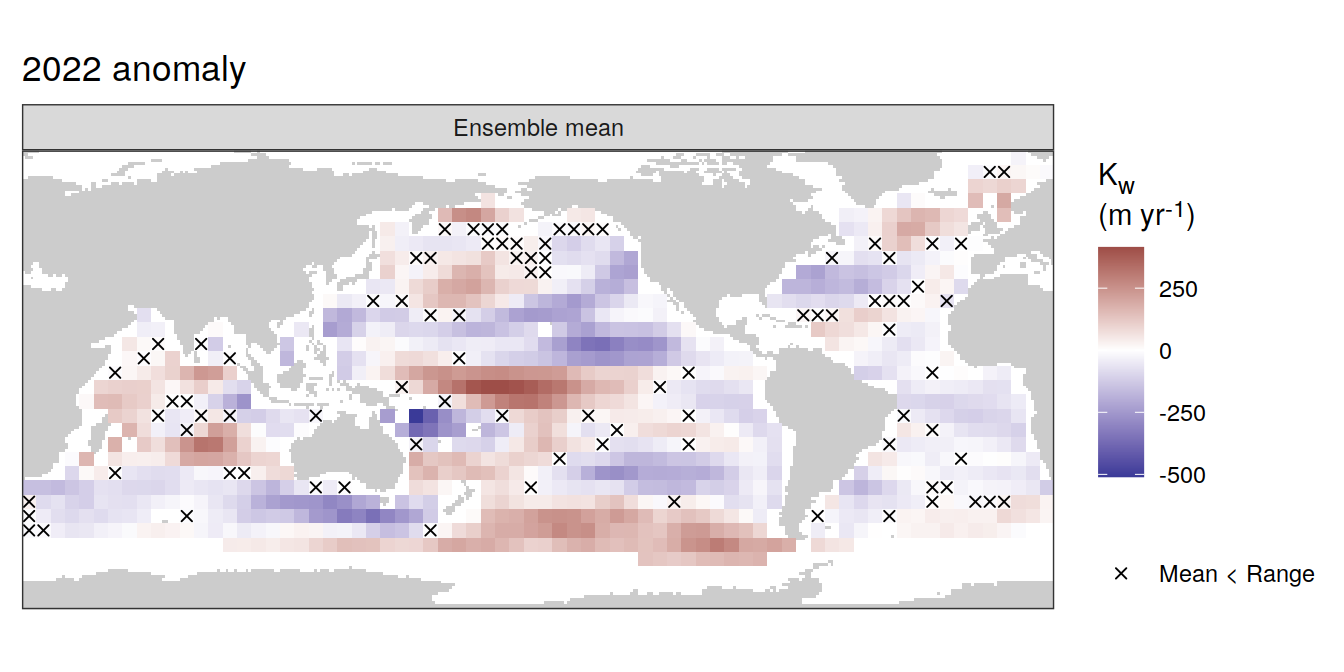 2022 anomaly
Ensemble mean
Kw
(m yr-1)
250
0
-250
-500
Mean < Range